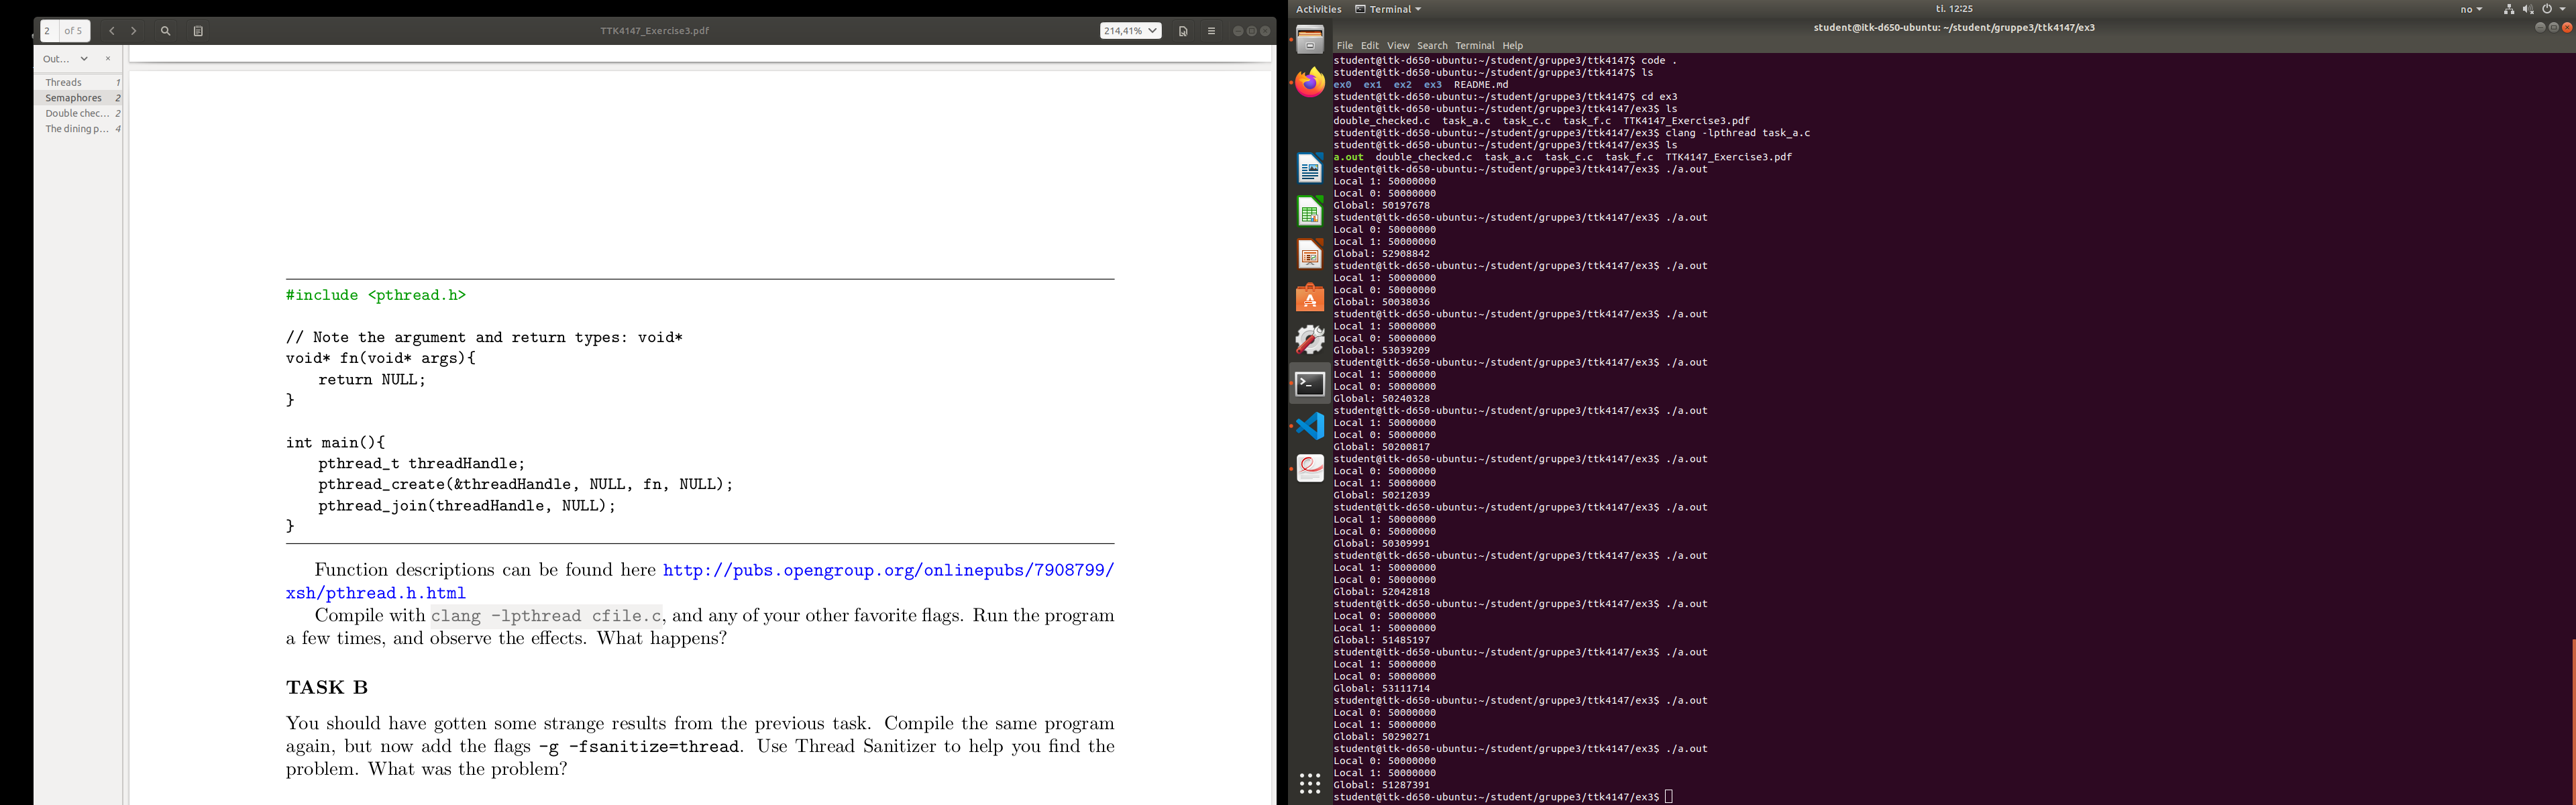 2 of 5
TTK4147_Exercise3.pdf
214,41%
Out...
Threads 1
Semaphores 2
Double chec... 2
The dining p... 4
#include <pthread.h>
// Note the argument and return types: void*
void* fn(void* args){
return NULL;
}
int main(){
pthread_t threadHandle;
pthread_create(&threadHandle, NULL, fn, NULL);
pthread_join(threadHandle, NULL);
}
Function descriptions can be found here http://pubs.opengroup.org/onlinepubs/7908799/
xsh/pthread.h.html
Compile with clang -lpthread cfile.c, and any of your other favorite flags. Run the program
a few times, and observe the effects. What happens?
TASK B
You should have gotten some strange results from the previous task. Compile the same program
again, but now add the flags -g -fsanitize=thread. Use Thread Sanitizer to help you find the
problem. What was the problem?
Activities Terminal ti. 12:25 no
student@itk-d650-ubuntu: ~/student/gruppe3/ttk4147/ex3
File Edit View Search Terminal Help
student@itk-d650-ubuntu:~/student/gruppe3/ttk4147$ code .
student@itk-d650-ubuntu:~/student/gruppe3/ttk4147$ ls
ex0 ex1 ex2 ex3 README.md
student@itk-d650-ubuntu:~/student/gruppe3/ttk4147$ cd ex3
student@itk-d650-ubuntu:~/student/gruppe3/ttk4147/ex3$ ls
double_checked.c task_a.c task_c.c task_f.c TTK4147_Exercise3.pdf
student@itk-d650-ubuntu:~/student/gruppe3/ttk4147/ex3$ clang -lpthread task_a.c
student@itk-d650-ubuntu:~/student/gruppe3/ttk4147/ex3$ ls
a.out double_checked.c task_a.c task_c.c task_f.c TTK4147_Exercise3.pdf
student@itk-d650-ubuntu:~/student/gruppe3/ttk4147/ex3$ ./a.out
Local 1: 50000000
Local 0: 50000000
Global: 50197678
student@itk-d650-ubuntu:~/student/gruppe3/ttk4147/ex3$ ./a.out
Local 0: 50000000
Local 1: 50000000
Global: 52908842
student@itk-d650-ubuntu:~/student/gruppe3/ttk4147/ex3$ ./a.out
Local 1: 50000000
Local 0: 50000000
Global: 50038036
student@itk-d650-ubuntu:~/student/gruppe3/ttk4147/ex3$ ./a.out
Local 1: 50000000
Local 0: 50000000
Global: 53039209
student@itk-d650-ubuntu:~/student/gruppe3/ttk4147/ex3$ ./a.out
Local 1: 50000000
Local 0: 50000000
Global: 50240328
student@itk-d650-ubuntu:~/student/gruppe3/ttk4147/ex3$ ./a.out
Local 1: 50000000
Local 0: 50000000
Global: 50200817
student@itk-d650-ubuntu:~/student/gruppe3/ttk4147/ex3$ ./a.out
Local 0: 50000000
Local 1: 50000000
Global: 50212039
student@itk-d650-ubuntu:~/student/gruppe3/ttk4147/ex3$ ./a.out
Local 1: 50000000
Local 0: 50000000
Global: 50309991
student@itk-d650-ubuntu:~/student/gruppe3/ttk4147/ex3$ ./a.out
Local 1: 50000000
Local 0: 50000000
Global: 52042818
student@itk-d650-ubuntu:~/student/gruppe3/ttk4147/ex3$ ./a.out
Local 0: 50000000
Local 1: 50000000
Global: 51485197
student@itk-d650-ubuntu:~/student/gruppe3/ttk4147/ex3$ ./a.out
Local 1: 50000000
Local 0: 50000000
Global: 53111714
student@itk-d650-ubuntu:~/student/gruppe3/ttk4147/ex3$ ./a.out
Local 0: 50000000
Local 1: 50000000
Global: 50290271
student@itk-d650-ubuntu:~/student/gruppe3/ttk4147/ex3$ ./a.out
Local 0: 50000000
Local 1: 50000000
Global: 51287391
student@itk-d650-ubuntu:~/student/gruppe3/ttk4147/ex3$